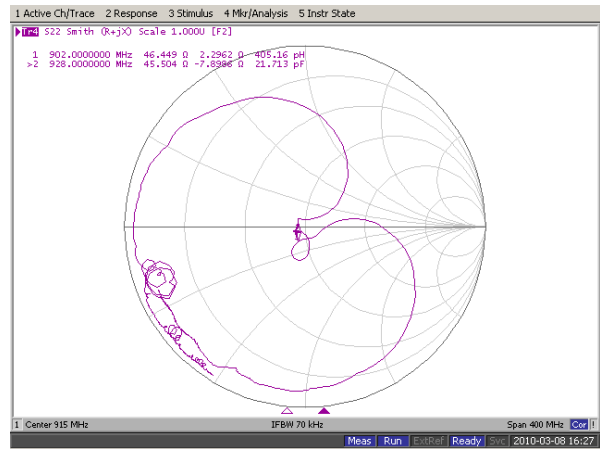 1 Active Ch/Trace 2 Response 3 Stimulus 4 Mkr/Analysis 5 Instr State
Tr4 S22 Smith (R+jX) Scale 1.000U [F2]
1 902.0000000 MHz 46.449 Ω 2.2962 Ω 405.16 pH
>2 928.0000000 MHz 45.504 Ω -7.8986 Ω 21.713 pF
1 Center 915 MHz IFBW 70 kHz Span 400 MHz Cor !
Meas Run ExtRef Ready Svc 2010-03-08 16:27